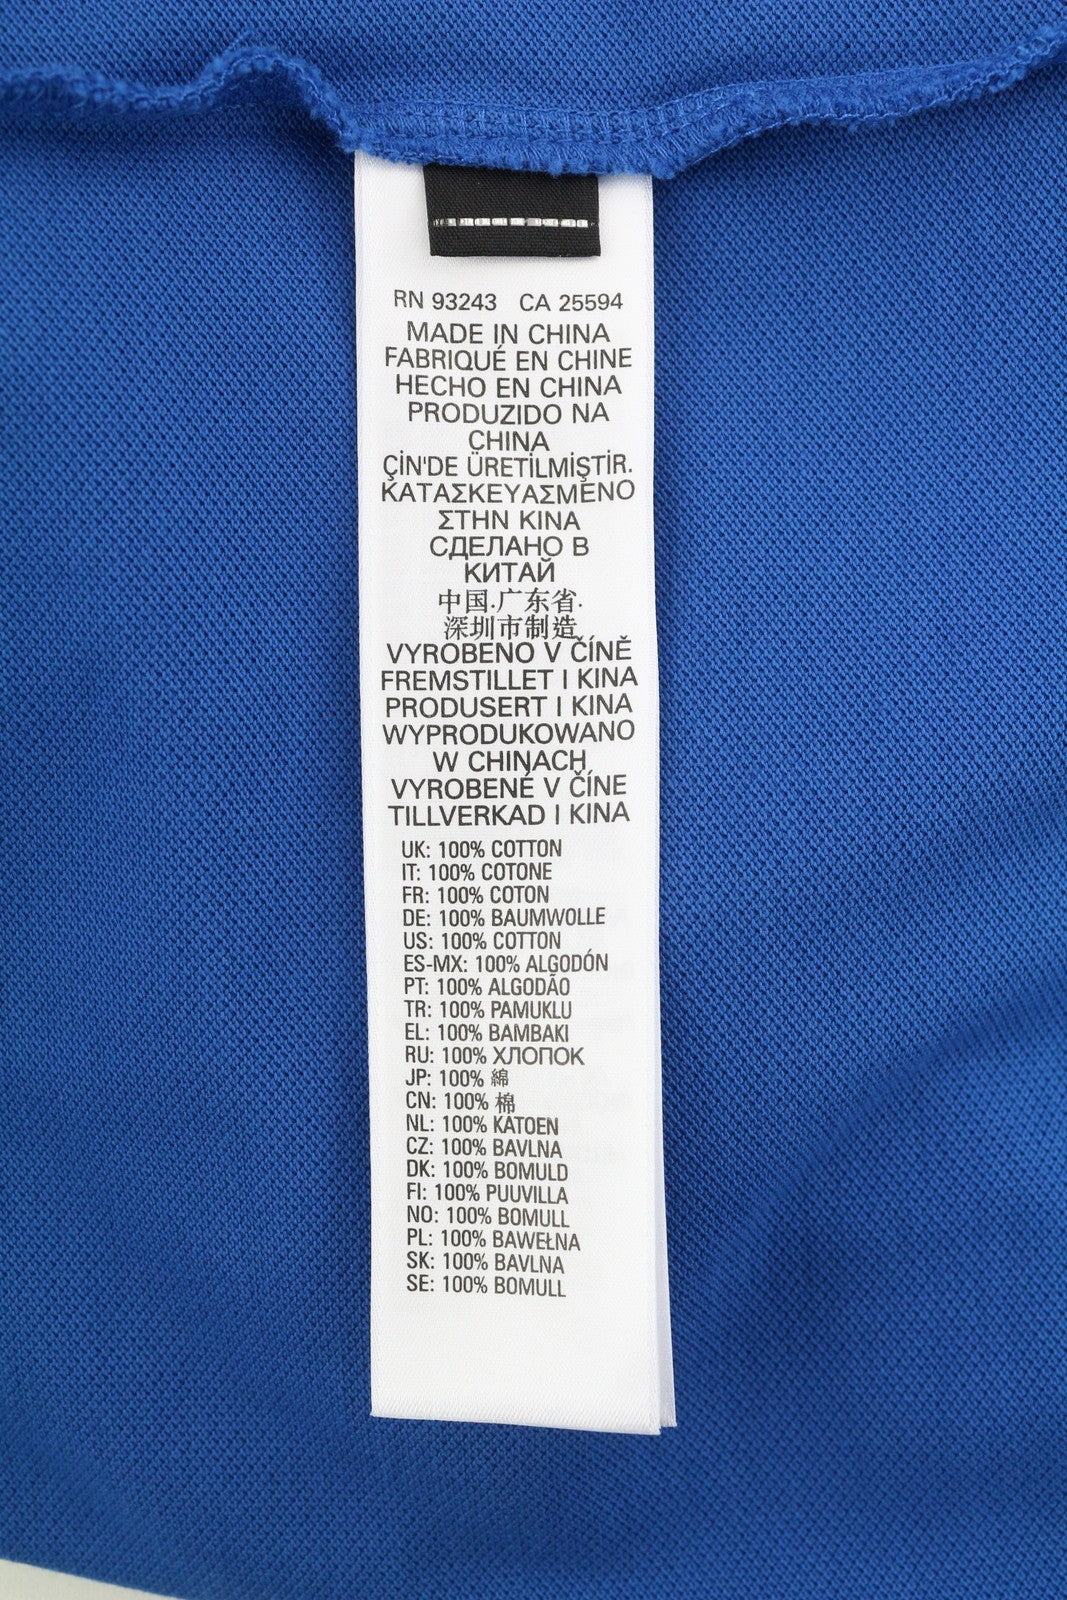 RN 93243 CA 25594
MADE IN CHINA
FABRIQUÉ EN CHINE
HECHO EN CHINA
PRODUZIDO NA
CHINA
ÇİN'DE ÜRETİLMİŞTİR.
ΚΑΤΑΣΚΕΥΑΣΜΕΝΟ
ΣΤΗΝ ΚΙΝΑ
СДЕЛАНО В
КИТАЙ
中国.广东省.
深圳市制造
VYROBENO V ČÍNĚ
FREMSTILLET I KINA
PRODUSERT I KINA
WYPRODUKOWANO
W CHINACH
VYROBENÉ V ČÍNE
TILLVERKAD I KINA
UK: 100% COTTON
IT: 100% COTONE
FR: 100% COTON
DE: 100% BAUMWOLLE
US: 100% COTTON
ES-MX: 100% ALGODÓN
PT: 100% ALGODÃO
TR: 100% PAMUKLU
EL: 100% ΒΑΜΒΑΚΙ
RU: 100% ХЛОПОК
JP: 100% 綿
CN: 100% 棉
NL: 100% KATOEN
CZ: 100% BAVLNA
DK: 100% BOMULD
FI: 100% PUUVILLA
NO: 100% BOMULL
PL: 100% BAWEŁNA
SK: 100% BAVLNA
SE: 100% BOMULL